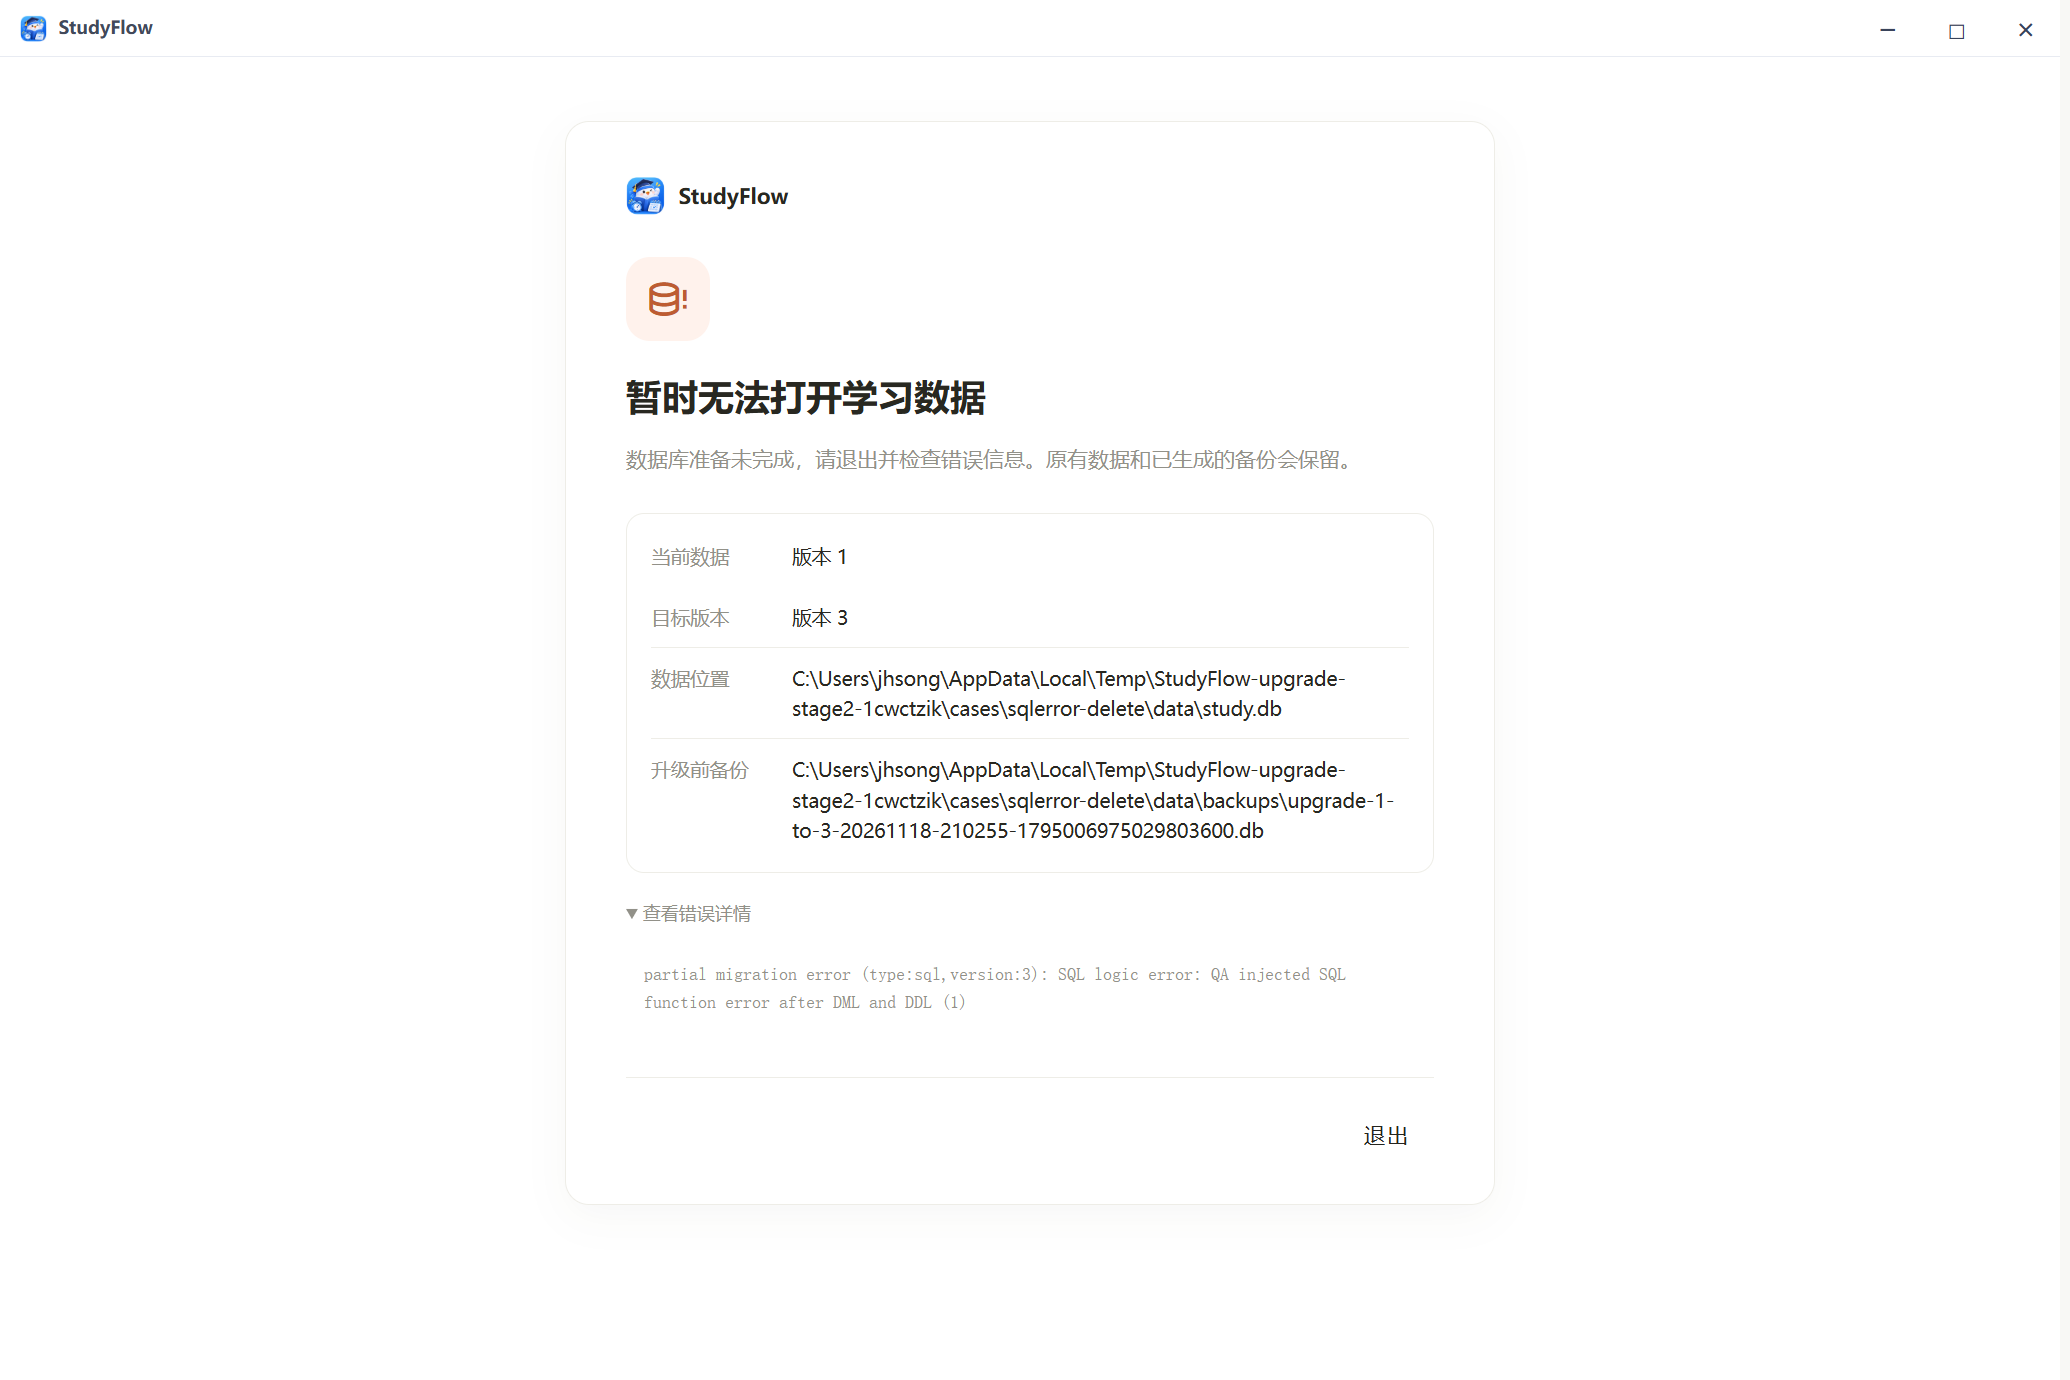 StudyFlow
StudyFlow
暂时无法打开学习数据
数据库准备未完成，请退出并检查错误信息。原有数据和已生成的备份会保留。
当前数据 版本 1
目标版本 版本 3
数据位置 C:\Users\jhsong\AppData\Local\Temp\StudyFlow-upgrade-
stage2-1cwctzik\cases\sqlerror-delete\data\study.db
升级前备份 C:\Users\jhsong\AppData\Local\Temp\StudyFlow-upgrade-
stage2-1cwctzik\cases\sqlerror-delete\data\backups\upgrade-1-
to-3-20261118-210255-1795006975029803600.db
▼查看错误详情
partial migration error (type:sql,version:3): SQL logic error: QA injected SQL
function error after DML and DDL (1)
退出